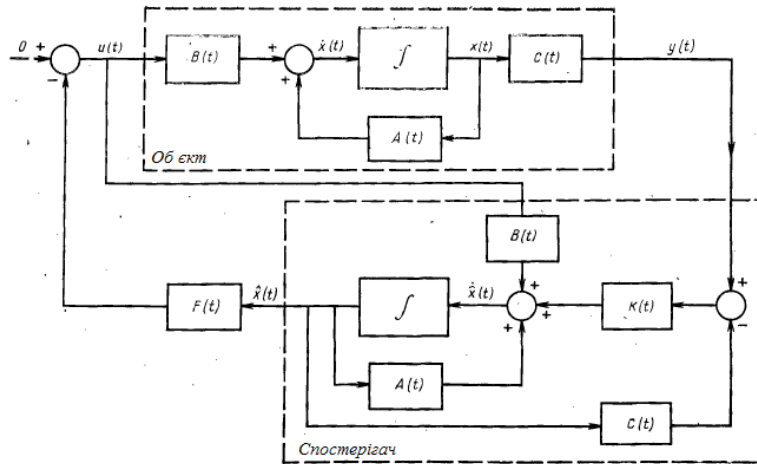 0
+
u(t)
B(t)
+
ẋ(t)
∫
x(t)
C(t)
y(t)
−
+
A(t)
Об єкт
B(t)
+
F(t)
x̂(t)
∫
x̂̇(t)
+
+
+
K(t)
−
A(t)
C(t)
Спостерігач